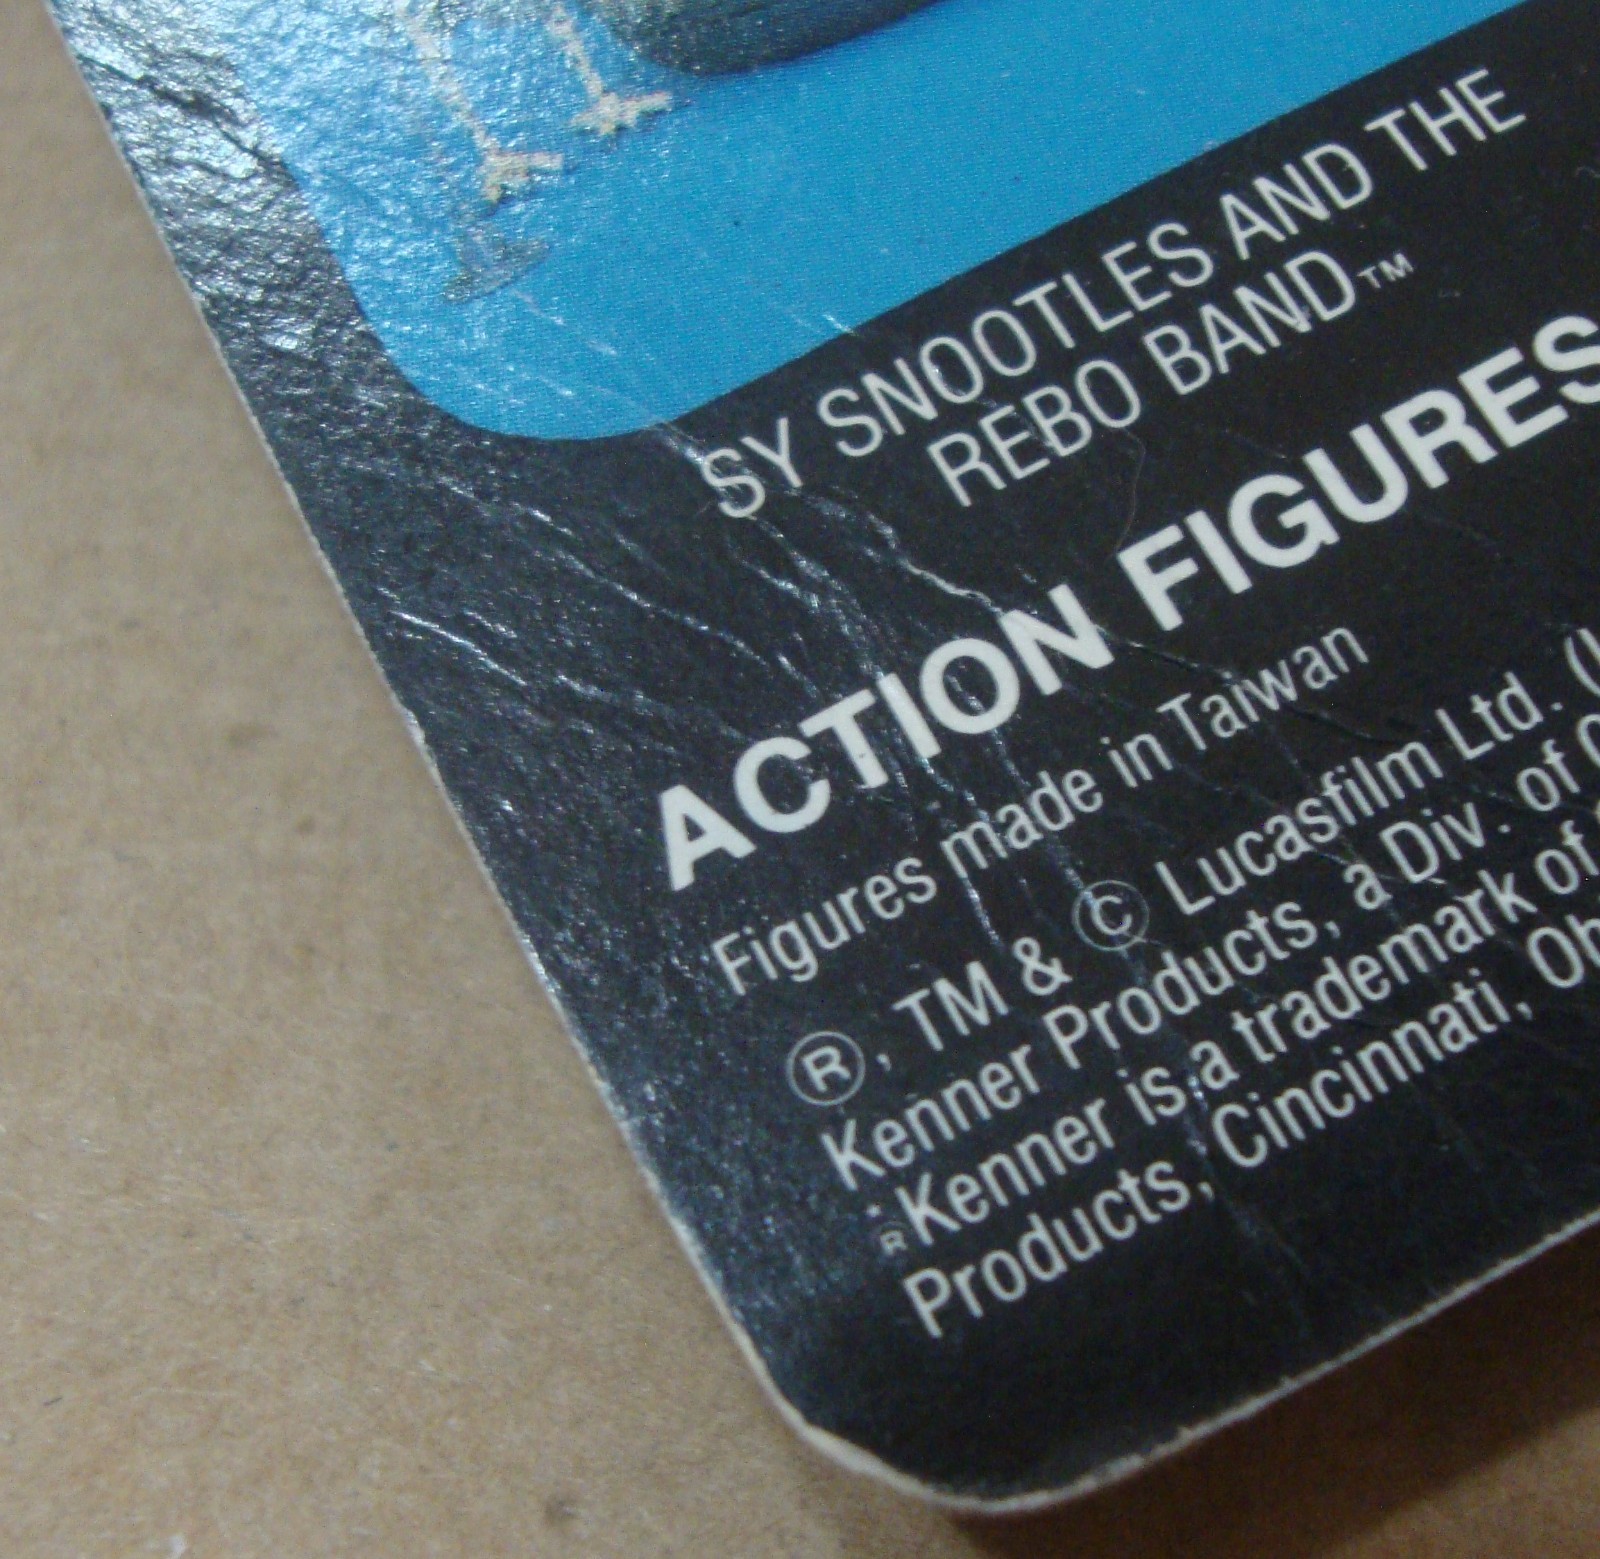 SY SNOOTLES AND THE
REBO BAND™
ACTION FIGURES
Figures made in Taiwan
®, TM & © Lucasfilm Ltd.
Kenner Products, a Div. of
®Kenner is a trademark of
Products, Cincinnati,